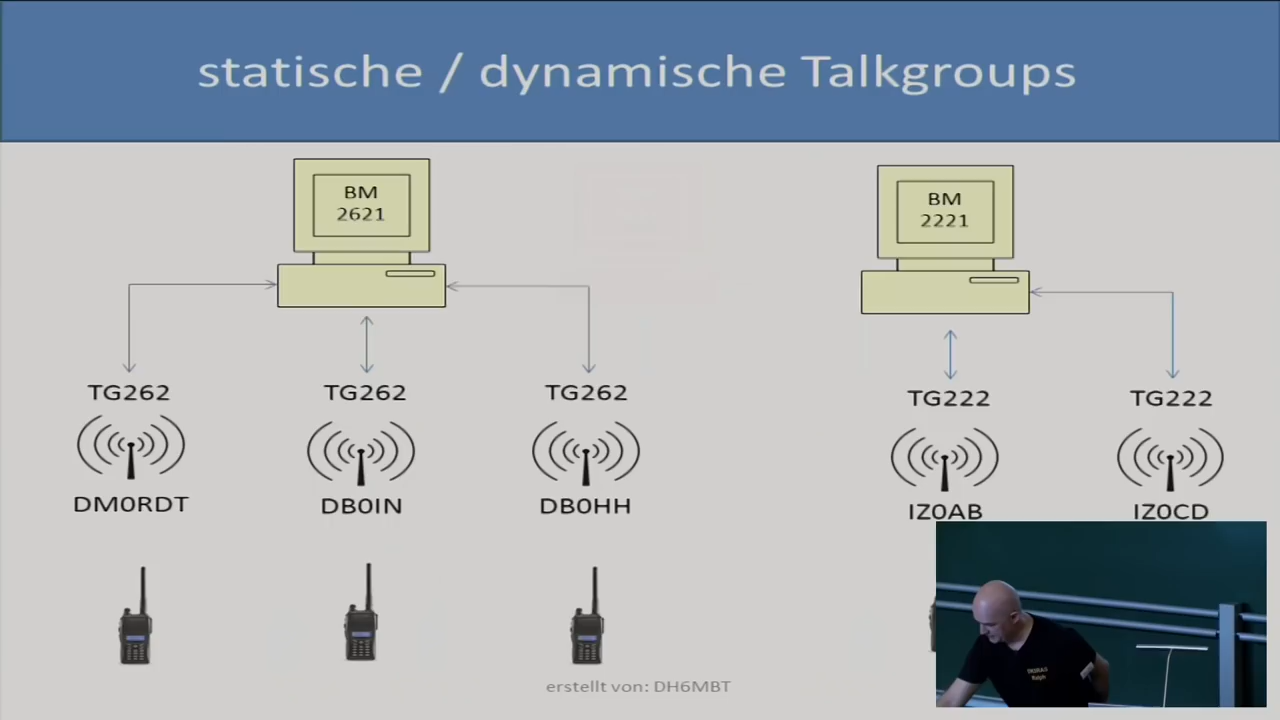 statische / dynamische Talkgroups
BM
2621
BM
2221
TG262
TG262
TG262
TG222
TG222
DM0RDT
DB0IN
DB0HH
IZ0AB
IZ0CD
erstellt von: DH6MBT
Ralph